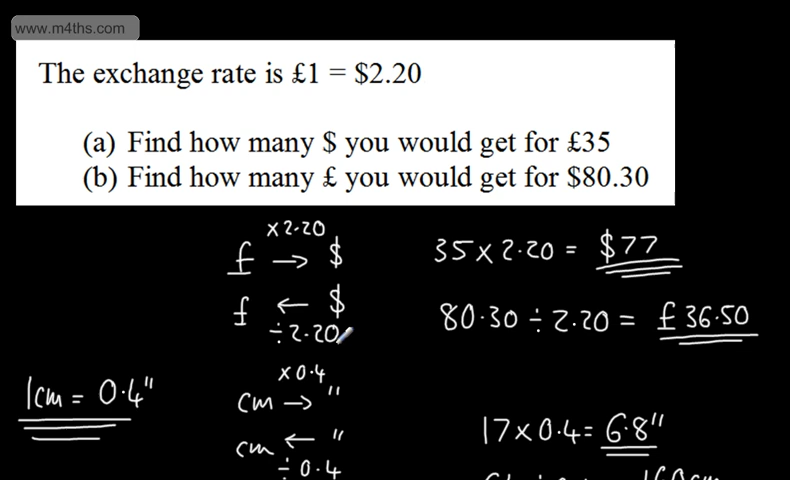 www.m4ths.com
The exchange rate is £1 = $2.20
(a) Find how many $ you would get for £35
(b) Find how many £ you would get for $80.30
×2·20
£ → $
35 × 2·20 = $77
£ ← $
÷2·20
80·30 ÷ 2·20 = £36·50
×0·4
1cm = 0·4"
cm → "
cm ← "
÷ 0·4
17 × 0·4 = 6·8"